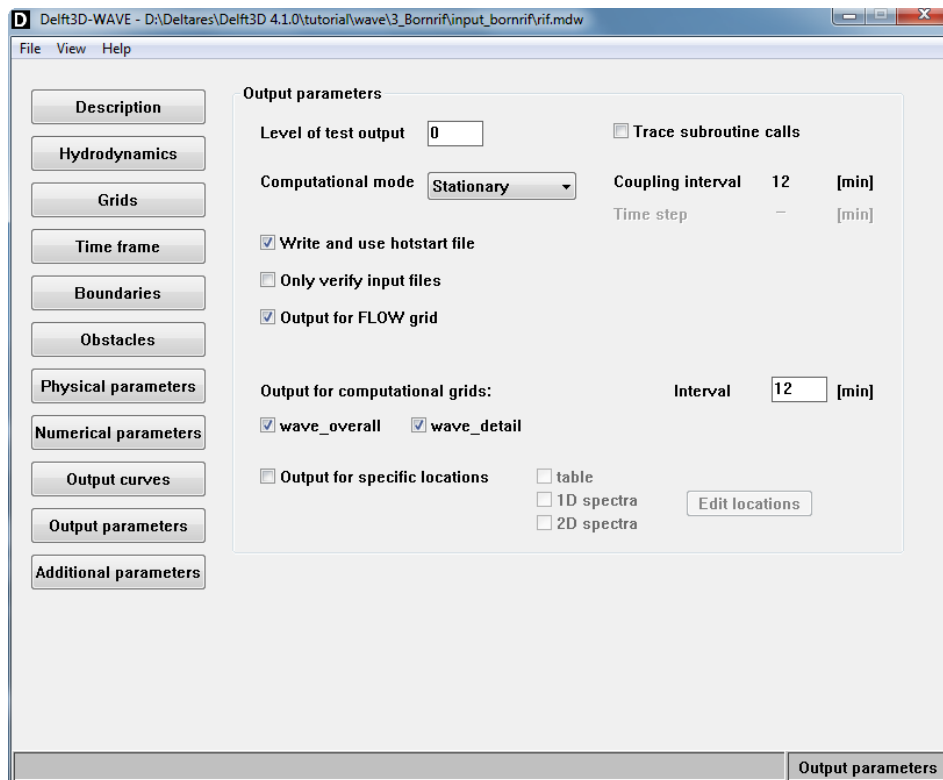 D Delft3D-WAVE - D:\Deltares\Delft3D 4.1.0\tutorial\wave\3_Bornrif\input_bornrif\rif.mdw
File View Help
Description
Hydrodynamics
Grids
Time frame
Boundaries
Obstacles
Physical parameters
Numerical parameters
Output curves
Output parameters
Additional parameters
Output parameters
Level of test output 0 Trace subroutine calls
Computational mode Stationary Coupling interval 12 [min]
Time step – [min]
Write and use hotstart file
Only verify input files
Output for FLOW grid
Output for computational grids: Interval 12 [min]
wave_overall wave_detail
Output for specific locations table
1D spectra Edit locations
2D spectra
Output parameters